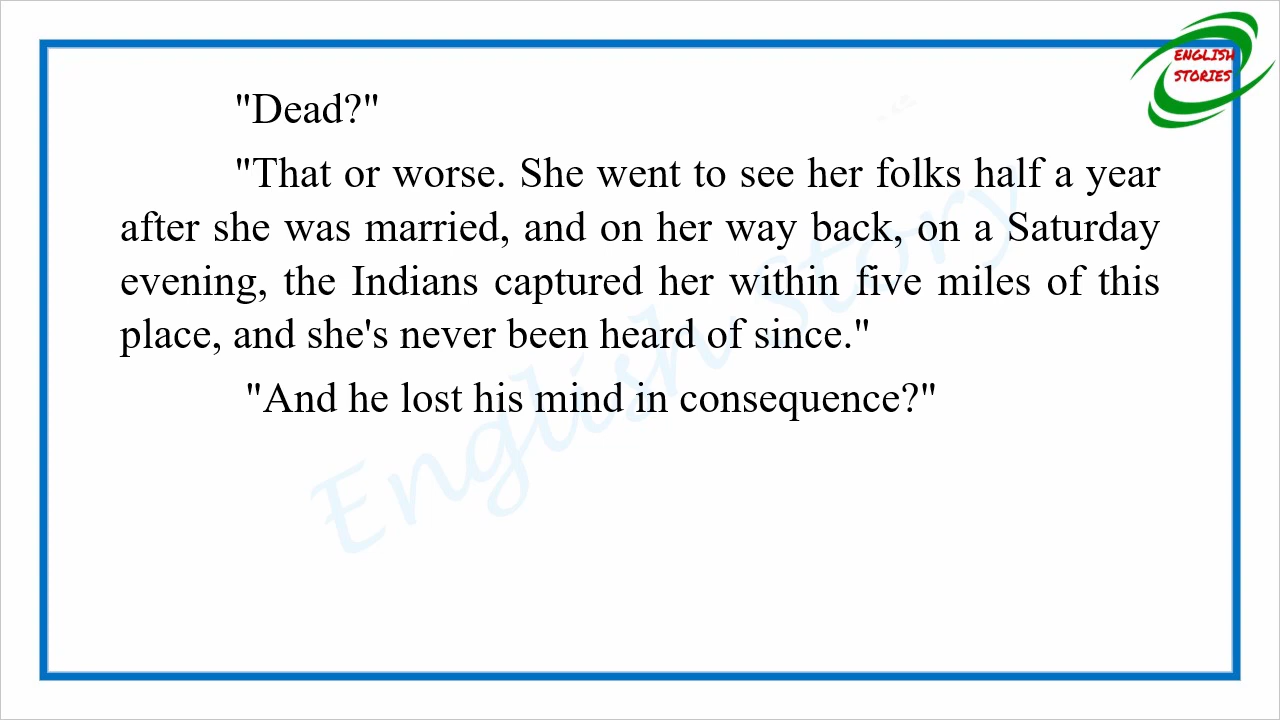 ENGLISH
STORIES
"Dead?"
"That or worse. She went to see her folks half a year
after she was married, and on her way back, on a Saturday
evening, the Indians captured her within five miles of this
place, and she's never been heard of since."
"And he lost his mind in consequence?"
English Story